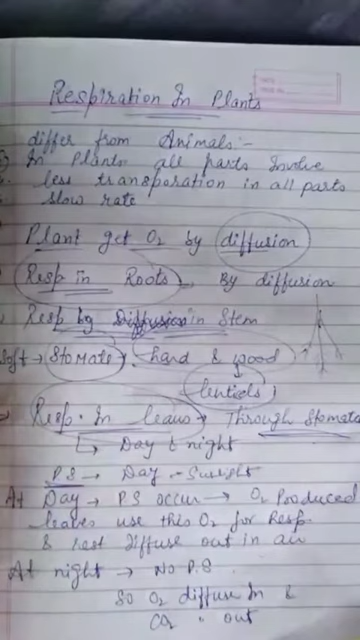 Respiration In Plants
differ from Animals:-
In Plants all parts Involve
less transporation in all parts
slow rate
Plant get O2 by diffusion
Resp in Roots By diffusion
Resp by Diffusion in Stem
Soft → Stomata, hard & wood
lenticls
Resp. In leaves → Through Stomata
Day & night
P.S → Day - Sunlight
At Day → P.S occur → O2 Produced
leaves use this O2 for Resp.
& rest diffuse out in air
At night → No P.S.
So O2 diffuse In &
CO2 " out